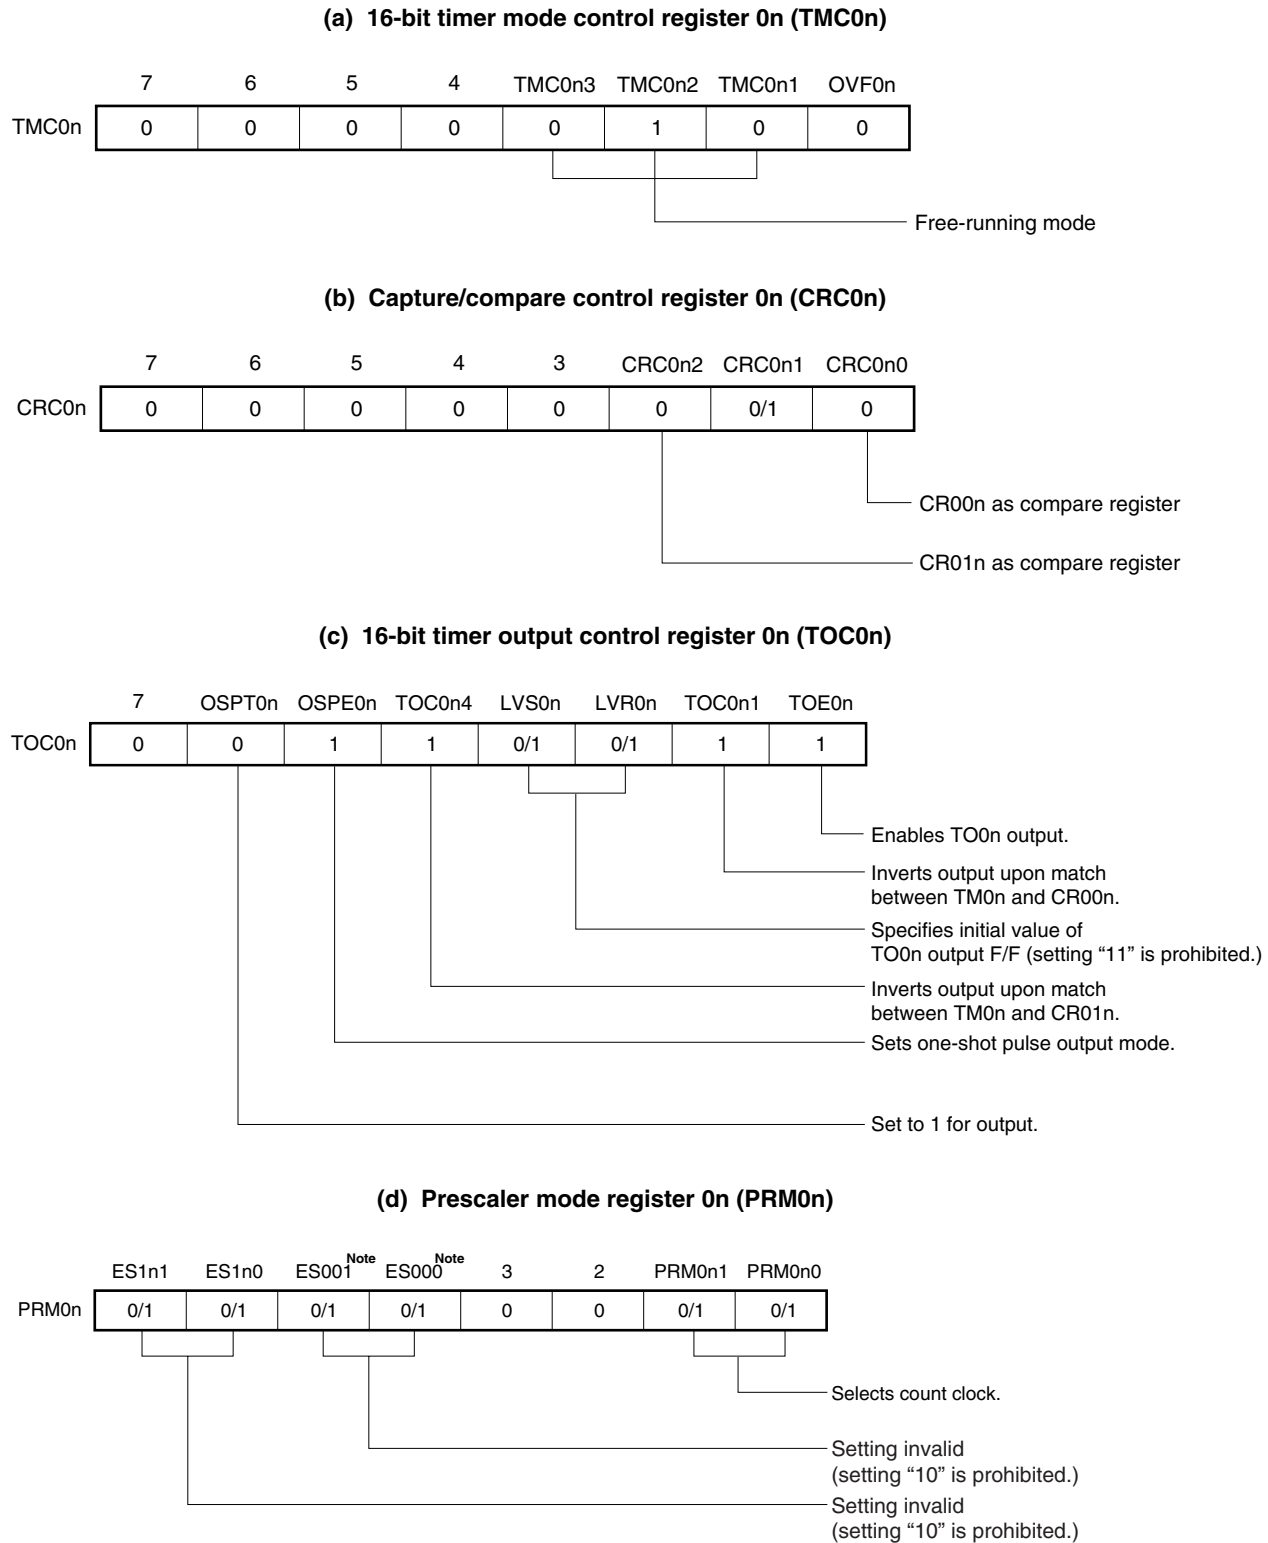 (a) 16-bit timer mode control register 0n (TMC0n)
7 6 5 4 TMC0n3 TMC0n2 TMC0n1 OVF0n
TMC0n 0 0 0 0 0 1 0 0
Free-running mode
(b) Capture/compare control register 0n (CRC0n)
7 6 5 4 3 CRC0n2 CRC0n1 CRC0n0
CRC0n 0 0 0 0 0 0 0/1 0
CR00n as compare register
CR01n as compare register
(c) 16-bit timer output control register 0n (TOC0n)
7 OSPT0n OSPE0n TOC0n4 LVS0n LVR0n TOC0n1 TOE0n
TOC0n 0 0 1 1 0/1 0/1 1 1
Enables TO0n output.
Inverts output upon match
between TM0n and CR00n.
Specifies initial value of
TO0n output F/F (setting “11” is prohibited.)
Inverts output upon match
between TM0n and CR01n.
Sets one-shot pulse output mode.
Set to 1 for output.
(d) Prescaler mode register 0n (PRM0n)
ES1n1 ES1n0 ES001Note ES000Note 3 2 PRM0n1 PRM0n0
PRM0n 0/1 0/1 0/1 0/1 0 0 0/1 0/1
Selects count clock.
Setting invalid
(setting “10” is prohibited.)
Setting invalid
(setting “10” is prohibited.)